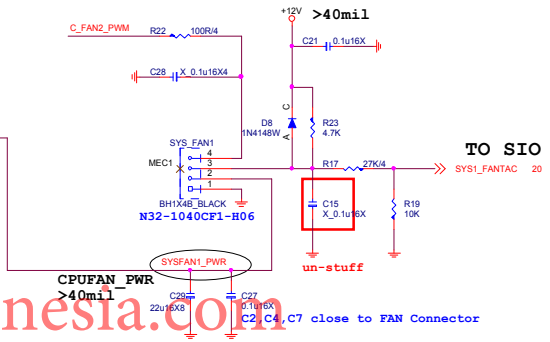 +12V
>40mil
C_FAN2_PWM
R22
100R/4
C21
0.1u16X
C28
X_0.1u16X4
D8
1N4148W
C
A
R23
4.7K
SYS_FAN1
MEC1
4
3
2
1
BH1X4B_BLACK
N32-1040CF1-H06
TO SIO
R17
27K/4
SYS1_FANTAC 20
C15
X_0.1u16X
R19
10K
un-stuff
SYSFAN1_PWR
CPUFAN_PWR
>40mil
C29
22u16X8
C27
0.1u16X
nesia.com
C2,C4,C7 close to FAN Connector